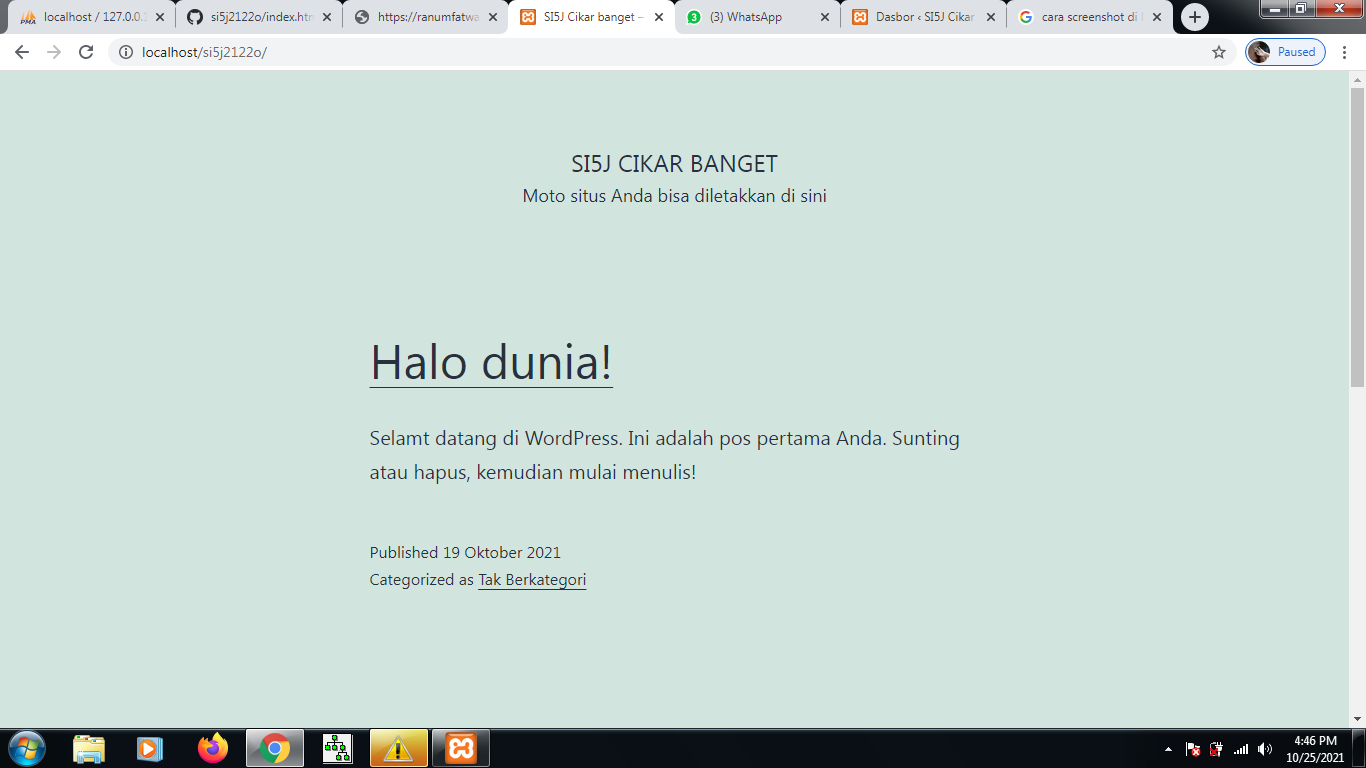 localhost / 127.0.0.1
si5j2122o/index.htm
https://ranumfatwa
SI5J Cikar banget –
(3) WhatsApp
Dasbor ‹ SI5J Cikar
cara screenshot di
localhost/si5j2122o/
Paused
SI5J CIKAR BANGET
Moto situs Anda bisa diletakkan di sini
Halo dunia!
Selamt datang di WordPress. Ini adalah pos pertama Anda. Sunting
atau hapus, kemudian mulai menulis!
Published 19 Oktober 2021
Categorized as Tak Berkategori
4:46 PM
10/25/2021